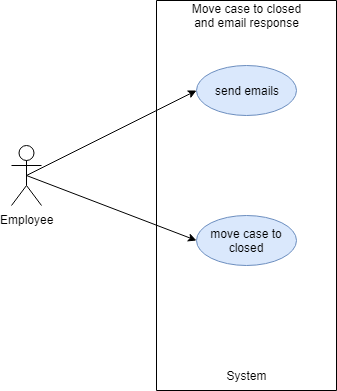 Move case to closed
and email response
send emails
Employee
move case to
closed
System